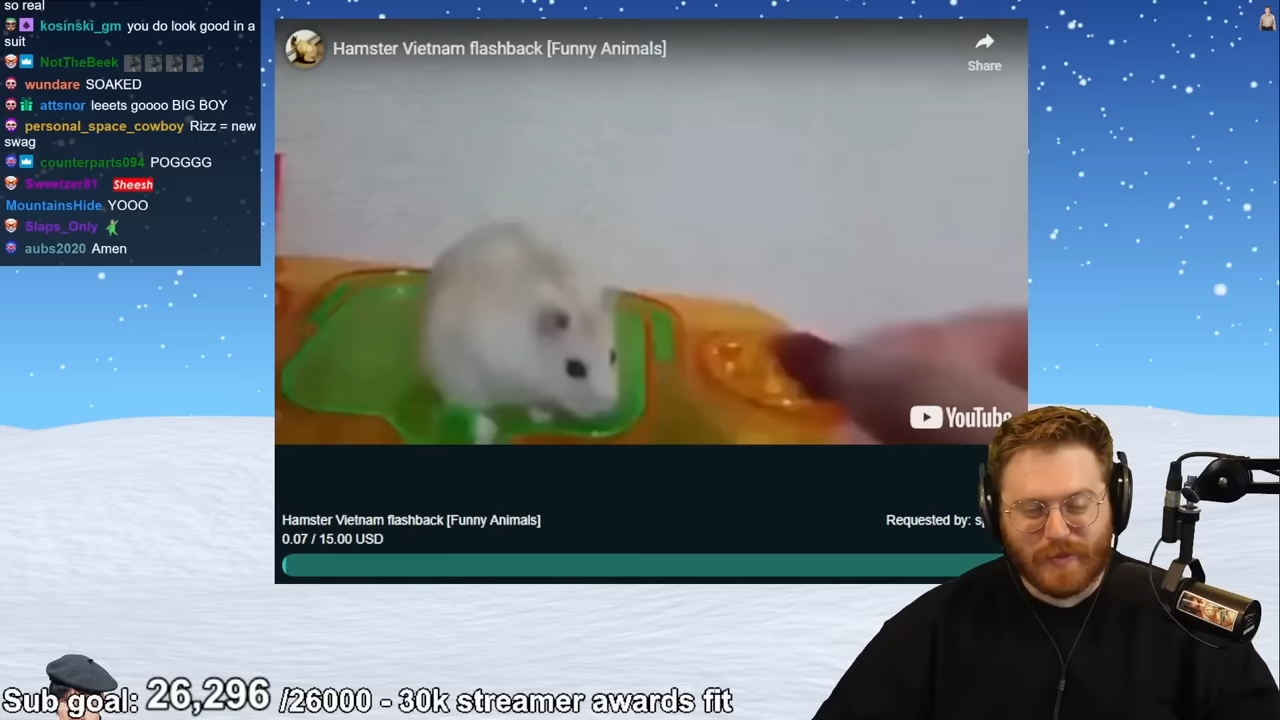 so real
kosinski_gm you do look good in a
suit
NotTheBeek
wundare SOAKED
attsnor leeets goooo BIG BOY
personal_space_cowboy Rizz = new
swag
counterparts094 POGGGG
Sweetzer81 Sheesh
MountainsHide YOOO
Slaps_Only
aubs2020 Amen
Hamster Vietnam flashback [Funny Animals]
Share
YouTube
Hamster Vietnam flashback [Funny Animals]
Requested by:
0.07 / 15.00 USD
Sub goal: 26,296 /26000 - 30k streamer awards fit